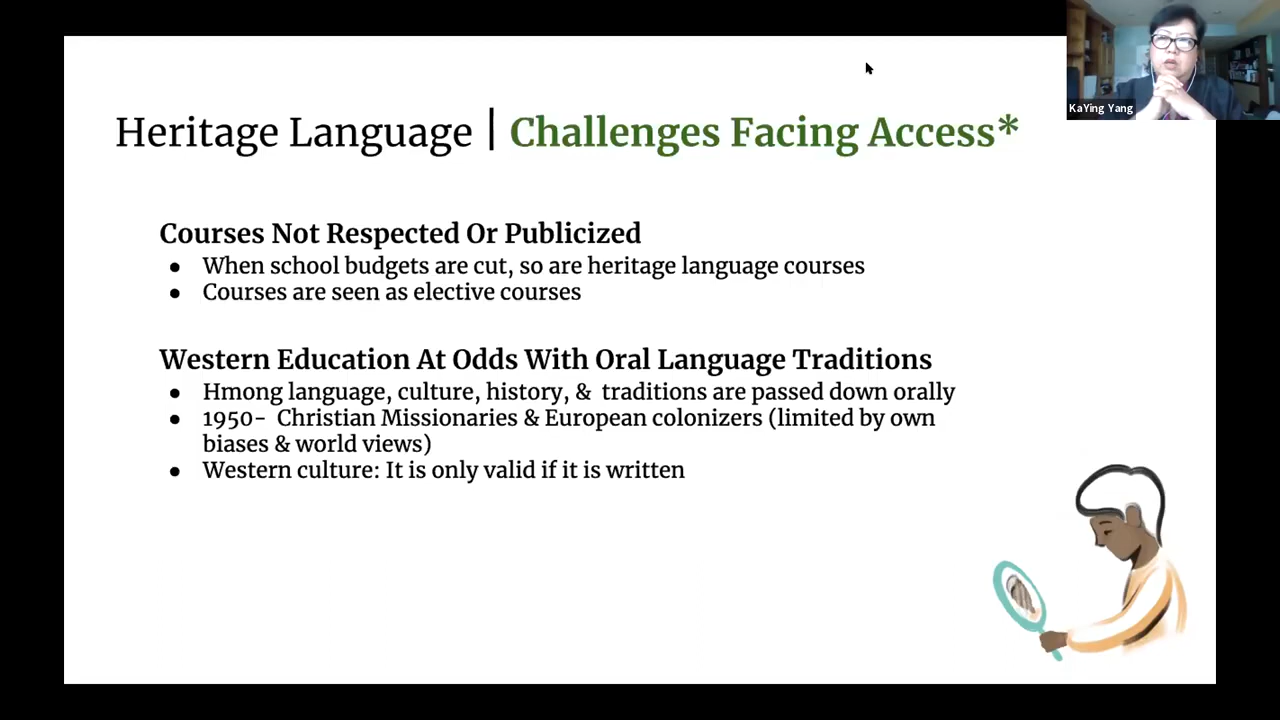 KaYing Yang
Heritage Language | Challenges Facing Access*
Courses Not Respected Or Publicized
● When school budgets are cut, so are heritage language courses
● Courses are seen as elective courses
Western Education At Odds With Oral Language Traditions
● Hmong language, culture, history, &  traditions are passed down orally
● 1950-  Christian Missionaries & European colonizers (limited by own
biases & world views)
● Western culture: It is only valid if it is written